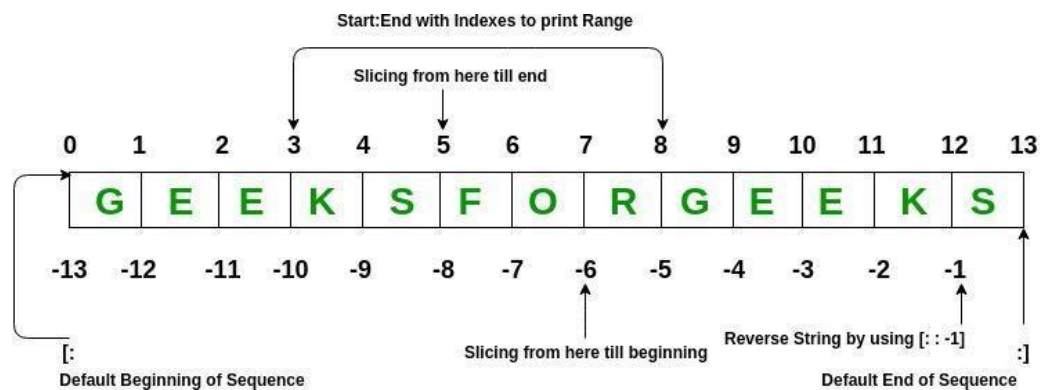 Start:End with Indexes to print Range
Slicing from here till end
0 1 2 3 4 5 6 7 8 9 10 11 12 13
G E E K S F O R G E E K S
-13 -12 -11 -10 -9 -8 -7 -6 -5 -4 -3 -2 -1
Reverse String by using [: : -1]
[: Slicing from here till beginning :]
Default Beginning of Sequence Default End of Sequence